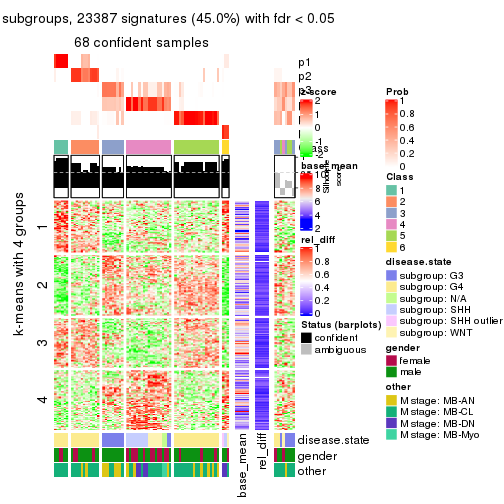 subgroups, 23387 signatures (45.0%) with fdr < 0.05
68 confident samples
p1
p2
z-score
2
1
0
-1
-2
Class
Silhouette score
base_mean
10
8
6
4
2
rel_diff
1
0.8
0.6
0.4
0.2
0
Status (barplots)
confident
ambiguous
Prob
1
0.8
0.6
0.4
0.2
0
Class
1
2
3
4
5
6
disease.state
subgroup: G3
subgroup: G4
subgroup: N/A
subgroup: SHH
subgroup: SHH outlier
subgroup: WNT
gender
female
male
other
M stage: MB-AN
M stage: MB-CL
M stage: MB-DN
M stage: MB-Myo
k-means with 4 groups
1
2
3
4
disease.state
gender
other
base_mean
rel_diff